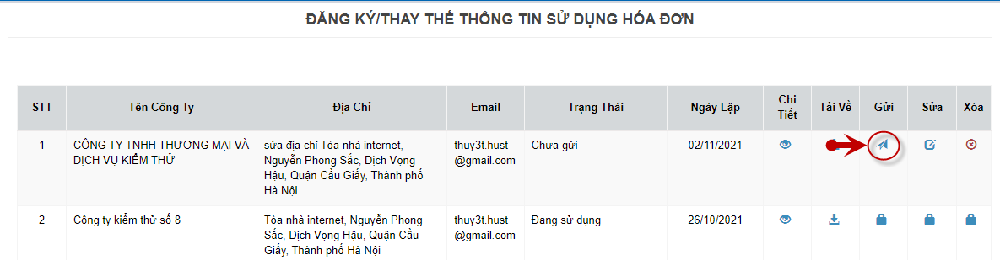 ĐĂNG KÝ/THAY THẾ THÔNG TIN SỬ DỤNG HÓA ĐƠN
STT Tên Công Ty Địa Chỉ Email Trạng Thái Ngày Lập Chi Tiết Tải Về Gửi Sửa Xóa
1 CÔNG TY TNHH THƯƠNG MẠI VÀ sửa địa chỉ Tòa nhà internet, thuy3t.hust Chưa gửi 02/11/2021
DỊCH VỤ KIỂM THỬ Nguyễn Phong Sắc, Dịch Vọng @gmail.com
Hậu, Quận Cầu Giấy, Thành phố
Hà Nội
2 Công ty kiểm thử số 8 Tòa nhà internet, Nguyễn Phong thuy3t.hust Đang sử dụng 26/10/2021
Sắc, Dịch Vọng Hậu, Quận Cầu @gmail.com
Giấy, Thành phố Hà Nội